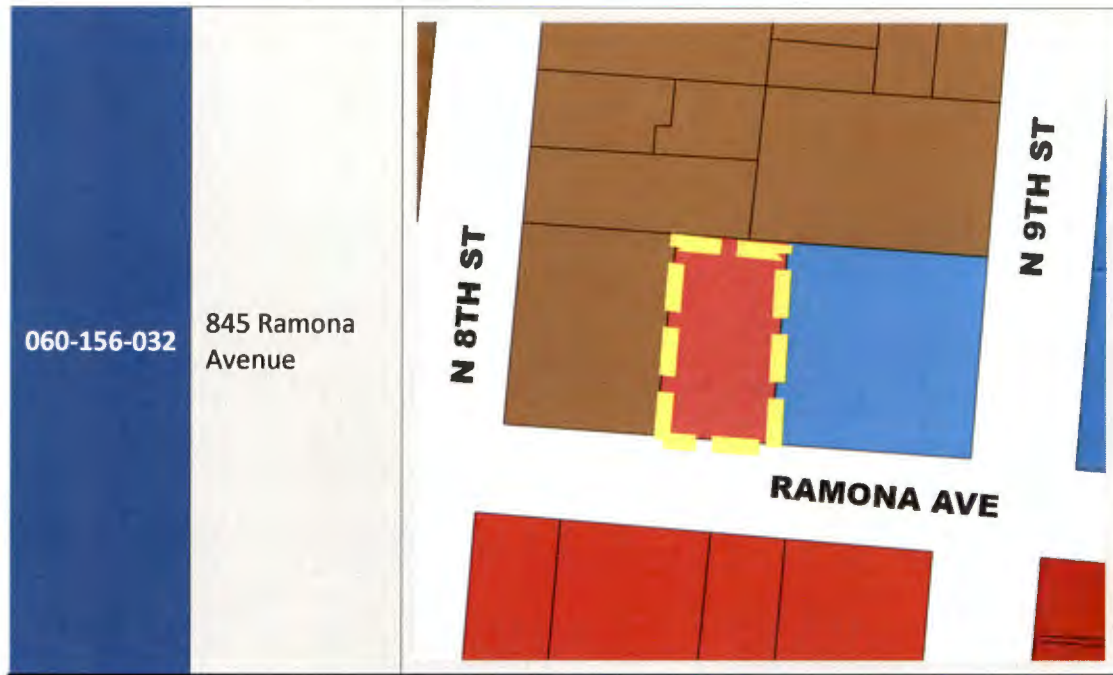 060-156-032
845 Ramona
Avenue
N 8TH ST
N 9TH ST
RAMONA AVE